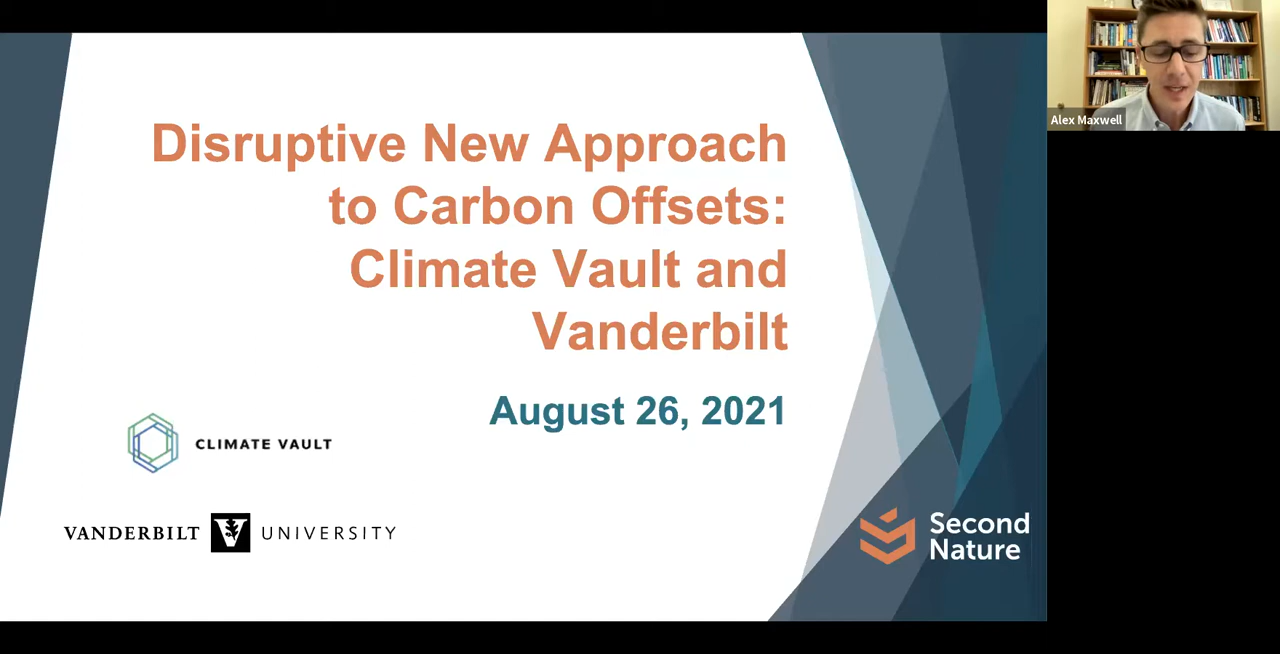 Disruptive New Approach
to Carbon Offsets:
Climate Vault and
Vanderbilt
August 26, 2021
CLIMATE VAULT
VANDERBILT V UNIVERSITY
Second
Nature
Alex Maxwell